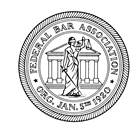 FEDERAL BAR ASSOCIATION
ORG. JAN. 5TH 1920